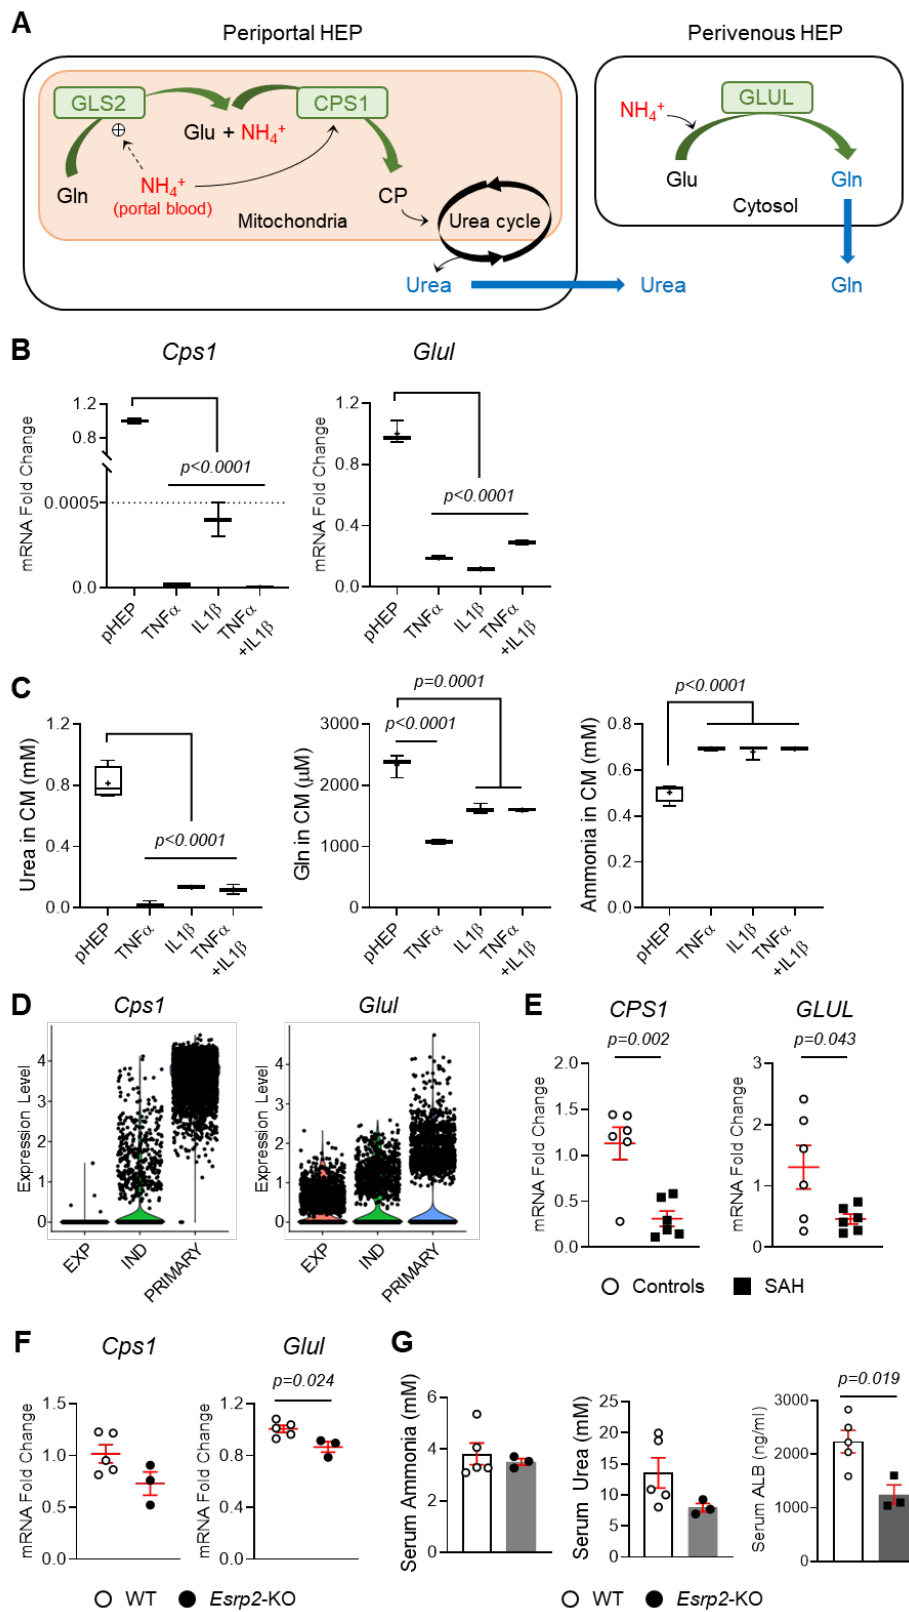 A
Periportal HEP
Perivenous HEP
GLS2
CPS1
GLUL
NH₄⁺
Glu + NH₄⁺
Gln
NH₄⁺
(portal blood)
CP
Glu
Gln
Mitochondria
Urea cycle
Cytosol
Urea
Urea
Gln
B
Cps1
Glul
mRNA Fold Change
1.2
0.8
0.0005
0.0
p<0.0001
pHEP
TNFα
IL1β
TNFα
+IL1β
mRNA Fold Change
1.2
0.8
0.4
0.0
p<0.0001
pHEP
TNFα
IL1β
TNFα
+IL1β
C
Urea in CM (mM)
1.2
0.8
0.4
0.0
p<0.0001
pHEP
TNFα
IL1β
TNFα
+IL1β
Gln in CM (μM)
3000
2000
1000
0
p=0.0001
p<0.0001
pHEP
TNFα
IL1β
TNFα
+IL1β
Ammonia in CM (mM)
0.8
0.6
0.4
0.2
0.0
p<0.0001
pHEP
TNFα
IL1β
TNFα
+IL1β
D
Cps1
Glul
Expression Level
4
3
2
1
0
EXP
IND
PRIMARY
Expression Level
4
3
2
1
0
EXP
IND
PRIMARY
E
CPS1
GLUL
p=0.002
p=0.043
mRNA Fold Change
2.0
1.5
1.0
0.5
0.0
mRNA Fold Change
3
2
1
0
Controls
SAH
F
Cps1
Glul
p=0.024
mRNA Fold Change
1.5
1.0
0.5
0.0
mRNA Fold Change
1.2
0.8
0.4
0.0
WT
Esrp2-KO
G
Serum Ammonia (mM)
6
4
2
0
Serum Urea (mM)
25
20
15
10
5
0
p=0.019
Serum ALB (ng/ml)
3000
2000
1000
0
WT
Esrp2-KO